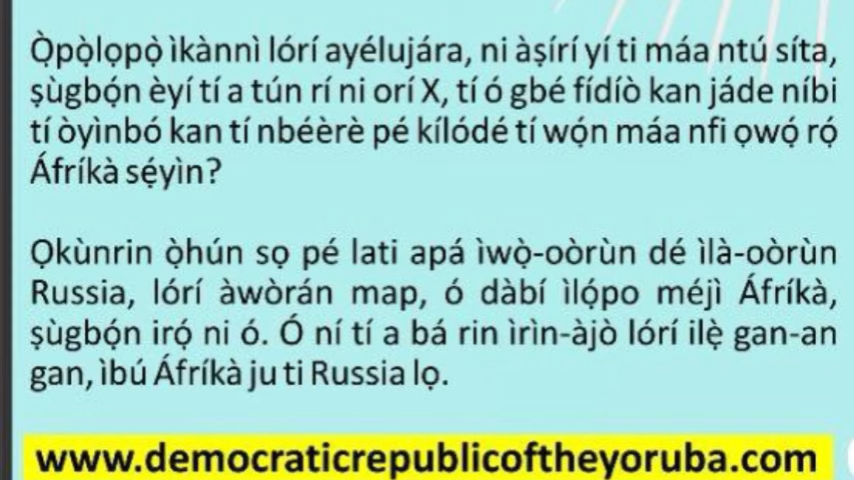 Ọ̀pọ̀lọpọ̀ ìkànnì lórí ayélujára, ni àṣírí yí ti máa ntú síta,
ṣùgbọ́n èyí tí a tún rí ni orí X, tí ó gbé fídíò kan jáde níbi
tí òyìnbó kan tí nbéèrè pé kílódé tí wọ́n máa nfi ọwọ́ rọ́
Áfríkà sẹ́yìn?
Ọkùnrin ọ̀hún sọ pé lati apá ìwọ̀-oòrùn dé ìlà-oòrùn
Russia, lórí àwòrán map, ó dàbí ìlọ́po méjì Áfríkà,
ṣùgbọ́n irọ́ ni ó. Ó ní tí a bá rin ìrìn-àjò lórí ilẹ̀ gan-an
gan, ìbú Áfríkà ju ti Russia lọ.
www.democraticrepublicoftheyoruba.com